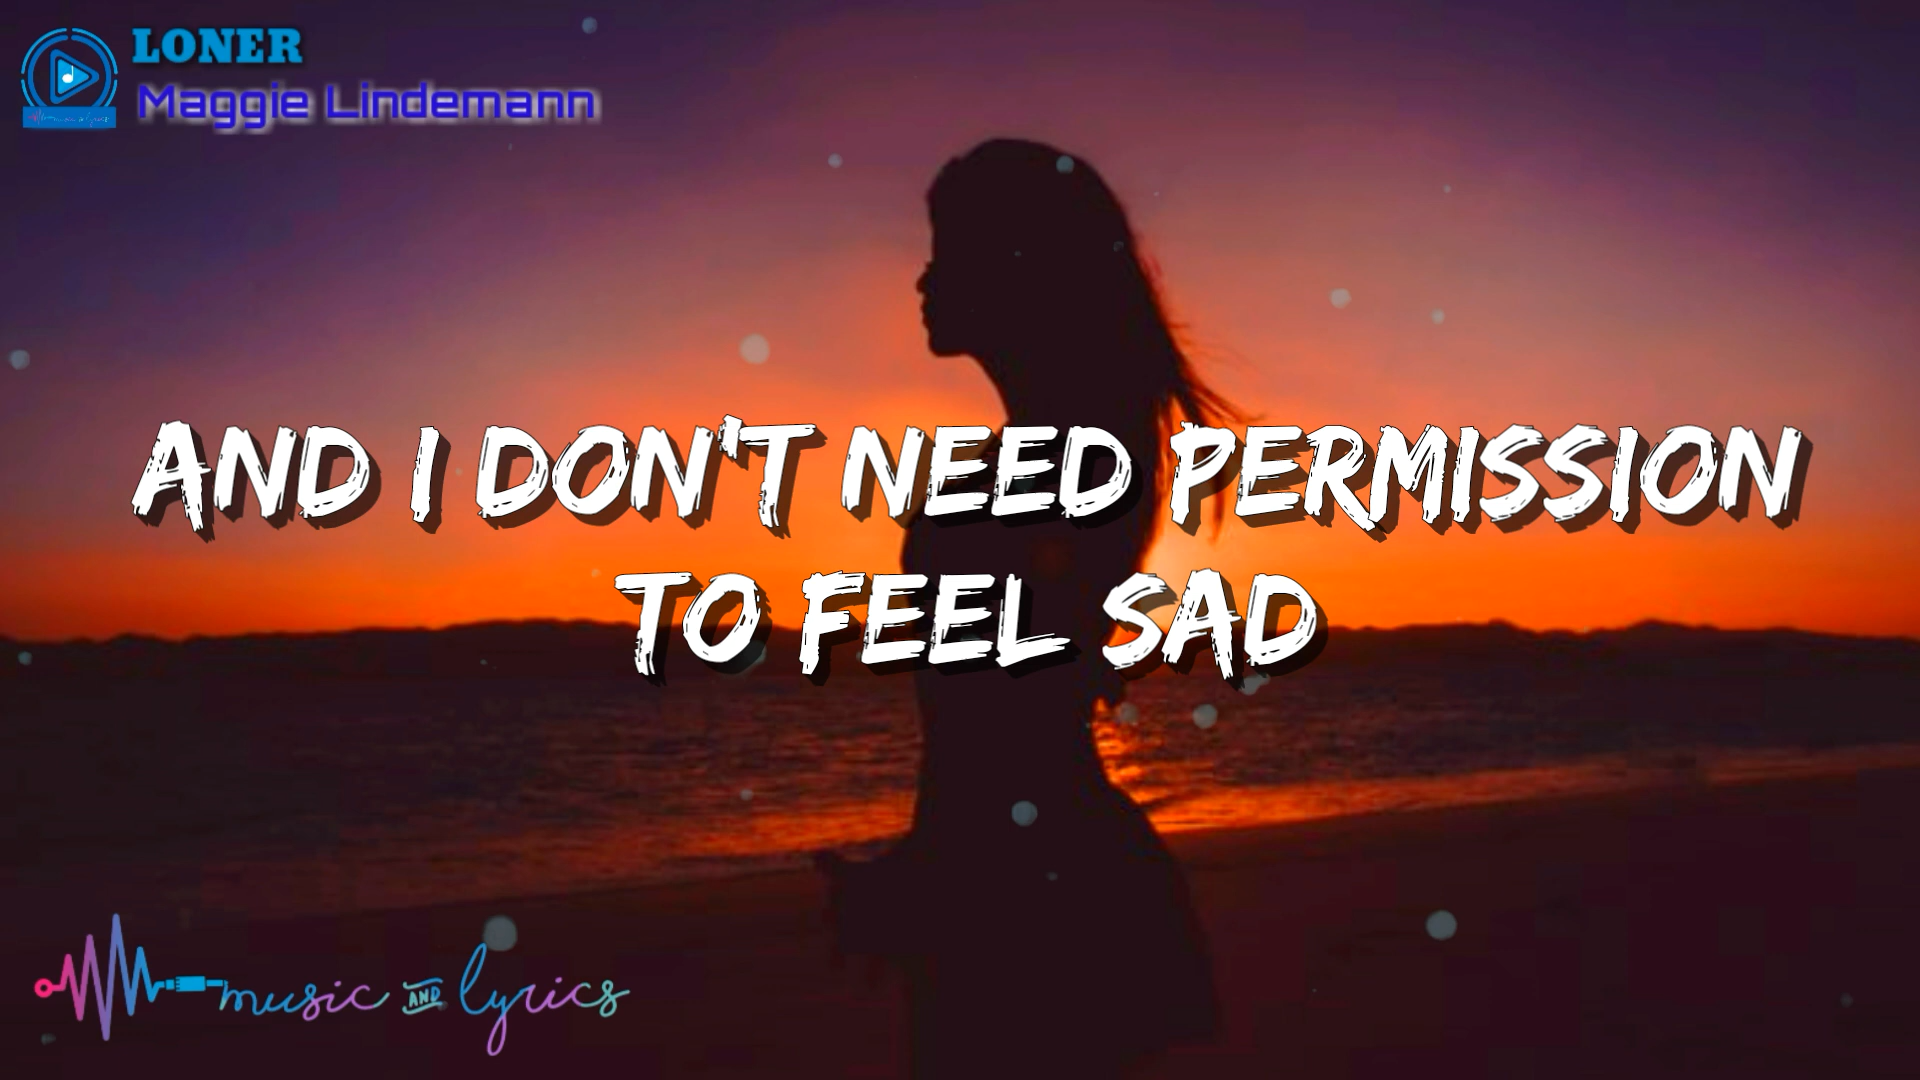 LONER
Maggie Lindemann
AND I DON'T NEED PERMISSION
TO FEEL SAD
music AND lyrics